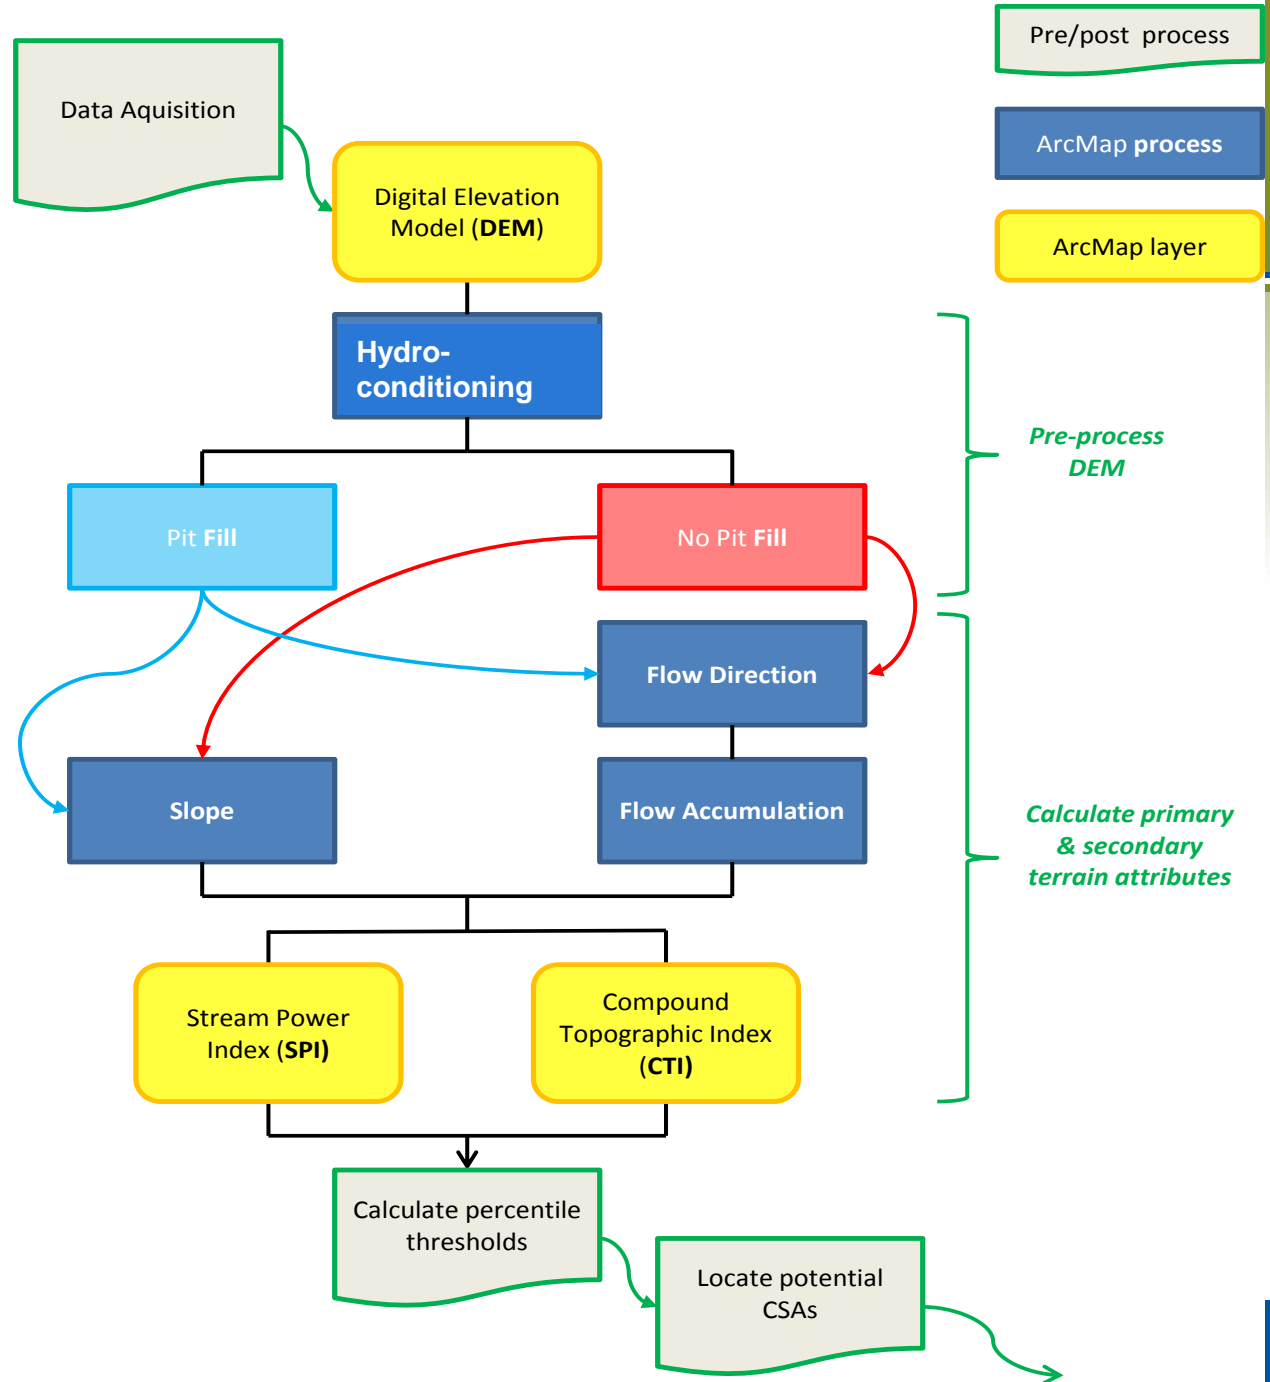 Pre/post process
Data Aquisition
ArcMap process
Digital Elevation
Model (DEM)
ArcMap layer
Hydro-
conditioning
Pre-process
DEM
Pit Fill
No Pit Fill
Flow Direction
Slope
Flow Accumulation
Calculate primary
& secondary
terrain attributes
Stream Power
Index (SPI)
Compound
Topographic Index
(CTI)
Calculate percentile
thresholds
Locate potential
CSAs